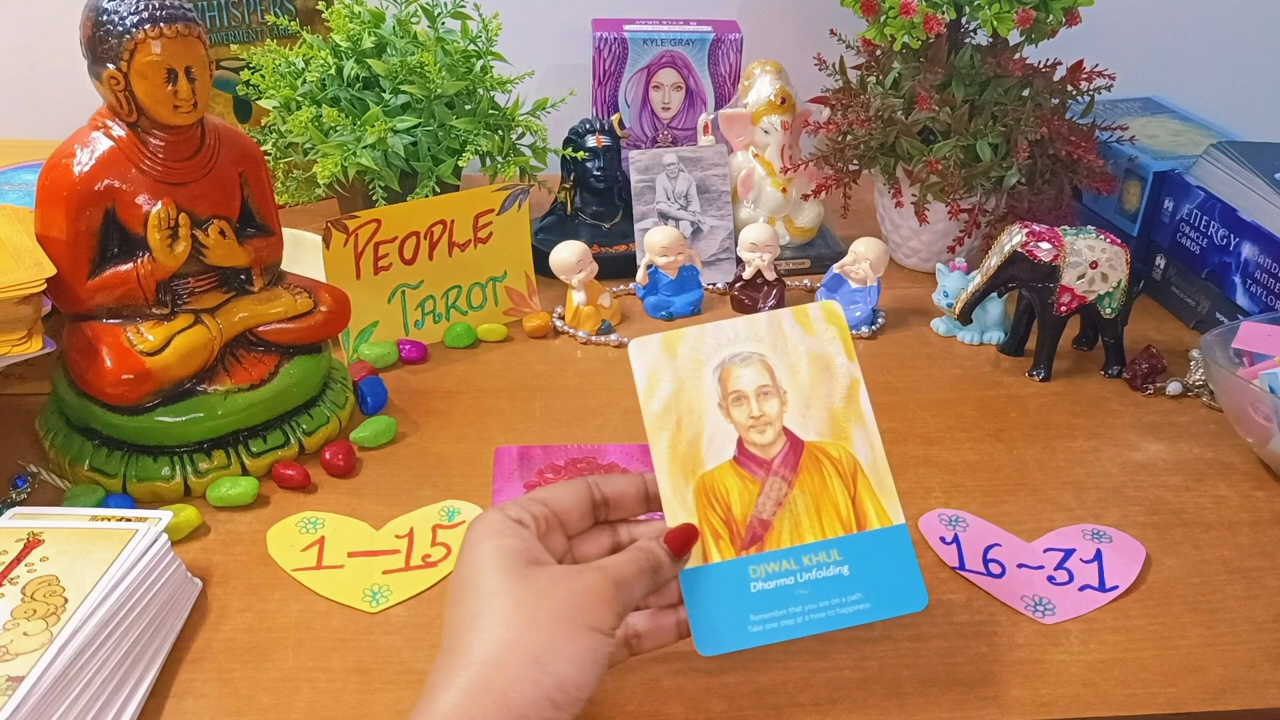 WHISPERS
KYLE GRAY
PEOPLE
TAROT
ENERGY
ORACLE
CARDS
SANDRA
ANNE
TAYLOR
1-15
16-31
DJWAL KHUL
Dharma Unfolding
Remember that you are on a path.
Take one step at a time to happiness.